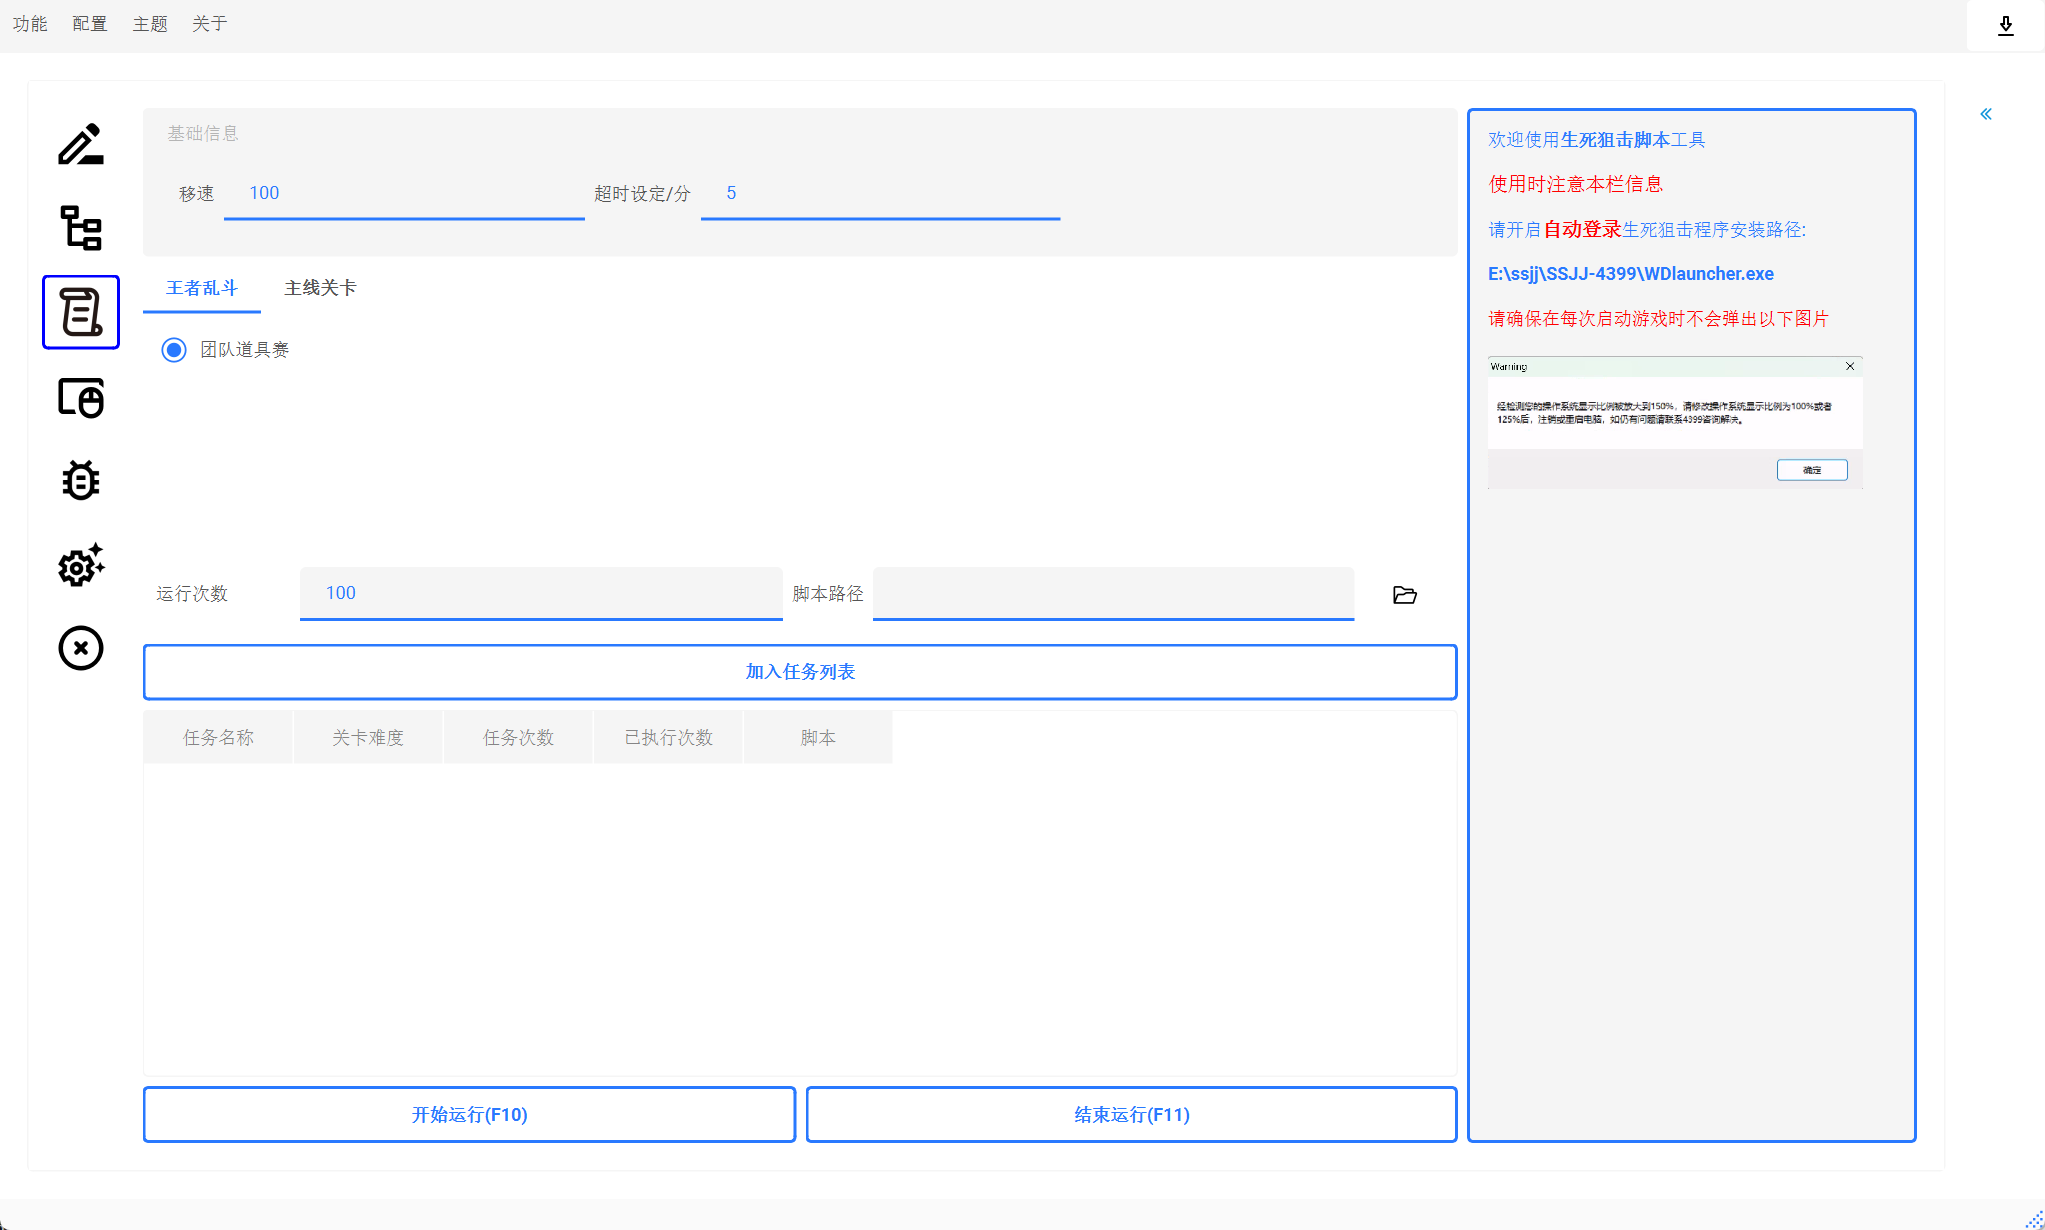 功能 配置 主题 关于
基础信息
移速 100 超时设定/分 5
王者乱斗 主线关卡
团队道具赛
运行次数 100 脚本路径
加入任务列表
任务名称 关卡难度 任务次数 已执行次数 脚本
开始运行(F10) 结束运行(F11)
欢迎使用生死狙击脚本工具
使用时注意本栏信息
请开启自动登录生死狙击程序安装路径:
E:\ssjj\SSJJ-4399\WDlauncher.exe
请确保在每次启动游戏时不会弹出以下图片
Warning
经检测您的操作系统显示比例被放大到150%，请修改操作系统显示比例为100%或者
125%后，注销或重启电脑，如仍有问题请联系4399咨询解决。
确定